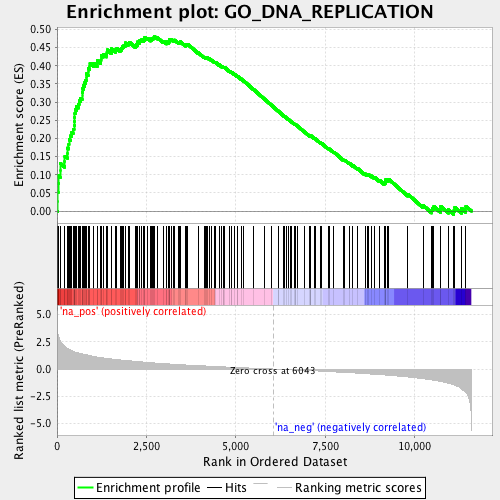 Enrichment plot: GO_DNA_REPLICATION
Enrichment score (ES)
0.50
0.45
0.40
0.35
0.30
0.25
0.20
0.15
0.10
0.05
0.00
'na_pos' (positively correlated)
Ranked list metric (PreRanked)
5.0
2.5
0.0
-2.5
-5.0
Zero cross at 6043
'na_neg' (negatively correlated)
0
2,500
5,000
7,500
10,000
Rank in Ordered Dataset
Enrichment profile
Hits
Ranking metric scores